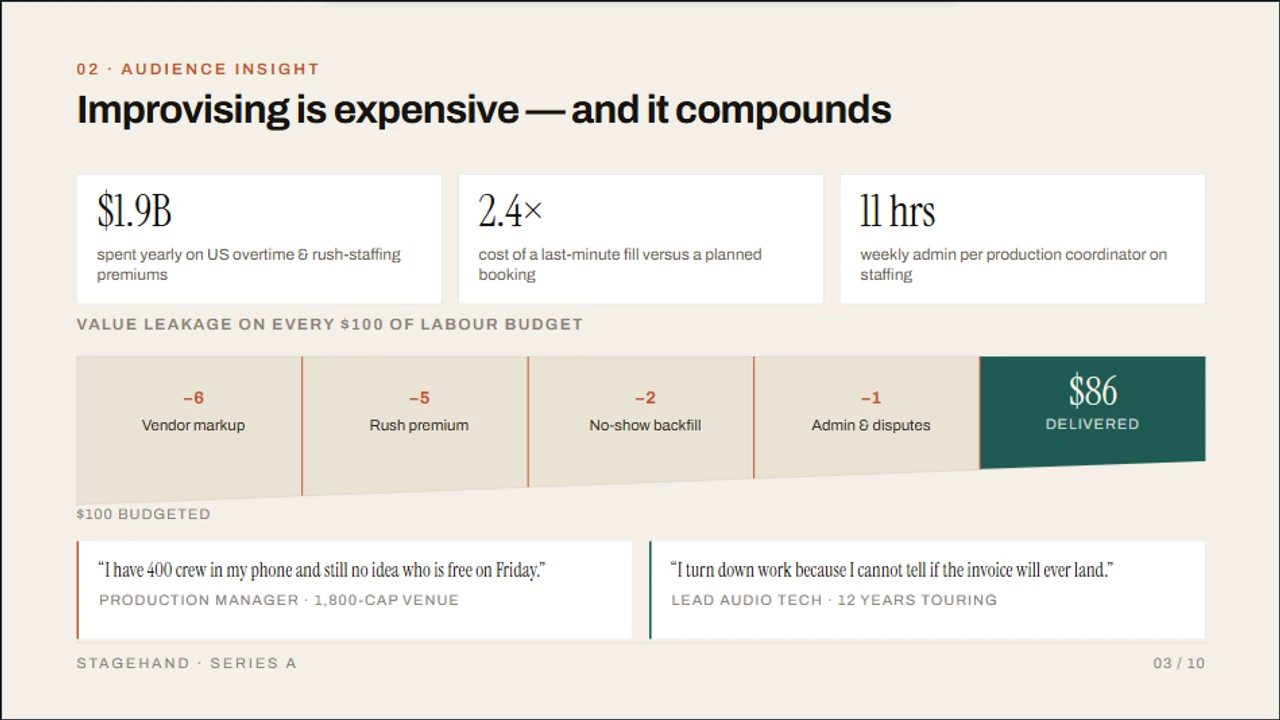 02 · AUDIENCE INSIGHT
Improvising is expensive — and it compounds
$1.9B
spent yearly on US overtime & rush-staffing
premiums
2.4×
cost of a last-minute fill versus a planned
booking
11 hrs
weekly admin per production coordinator on
staffing
VALUE LEAKAGE ON EVERY $100 OF LABOUR BUDGET
−6
Vendor markup
−5
Rush premium
−2
No-show backfill
−1
Admin & disputes
$86
DELIVERED
$100 BUDGETED
“I have 400 crew in my phone and still no idea who is free on Friday.”
PRODUCTION MANAGER · 1,800-CAP VENUE
“I turn down work because I cannot tell if the invoice will ever land.”
LEAD AUDIO TECH · 12 YEARS TOURING
STAGEHAND · SERIES A
03 / 10